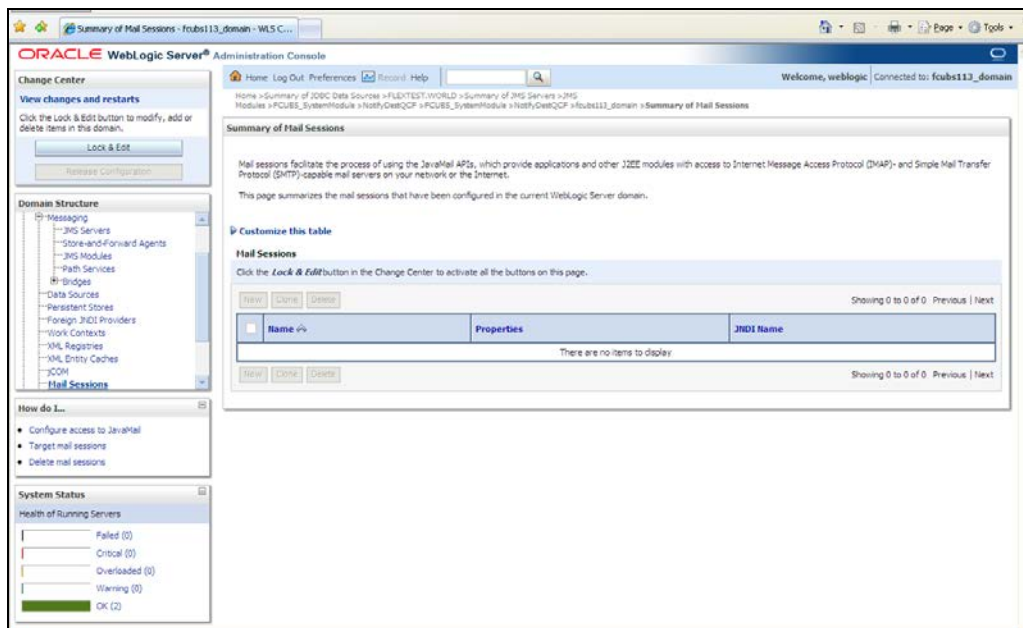 Summary of Mail Sessions - fcubs113_domain - WLS C...
Page
Tools
ORACLE WebLogic Server® Administration Console
Change Center
View changes and restarts
Click the Lock & Edit button to modify, add or
delete items in this domain.
Lock & Edit
Release Configuration
Domain Structure
Messaging
JMS Servers
Store-and-Forward Agents
JMS Modules
Path Services
Bridges
Data Sources
Persistent Stores
Foreign JNDI Providers
Work Contexts
XML Registries
XML Entity Caches
jCOM
Mail Sessions
How do I...
Configure access to JavaMail
Target mail sessions
Delete mail sessions
System Status
Health of Running Servers
Failed (0)
Critical (0)
Overloaded (0)
Warning (0)
OK (2)
Home Log Out Preferences Record Help
Welcome, weblogic Connected to: fcubs113_domain
Home >Summary of JDBC Data Sources >FLEXTEST.WORLD >Summary of JMS Servers >JMS
Modules >FCUBS_SystemModule >NotifyDestQCF >FCUBS_SystemModule >NotifyDestQCF >fcubs113_domain >Summary of Mail Sessions
Summary of Mail Sessions
Mail sessions facilitate the process of using the JavaMail APIs, which provide applications and other J2EE modules with access to Internet Message Access Protocol (IMAP)- and Simple Mail Transfer
Protocol (SMTP)-capable mail servers on your network or the Internet.
This page summarizes the mail sessions that have been configured in the current WebLogic Server domain.
Customize this table
Mail Sessions
Click the Lock & Edit button in the Change Center to activate all the buttons on this page.
New Clone Delete
Showing 0 to 0 of 0 Previous | Next
Name Properties JNDI Name
There are no items to display
New Clone Delete
Showing 0 to 0 of 0 Previous | Next